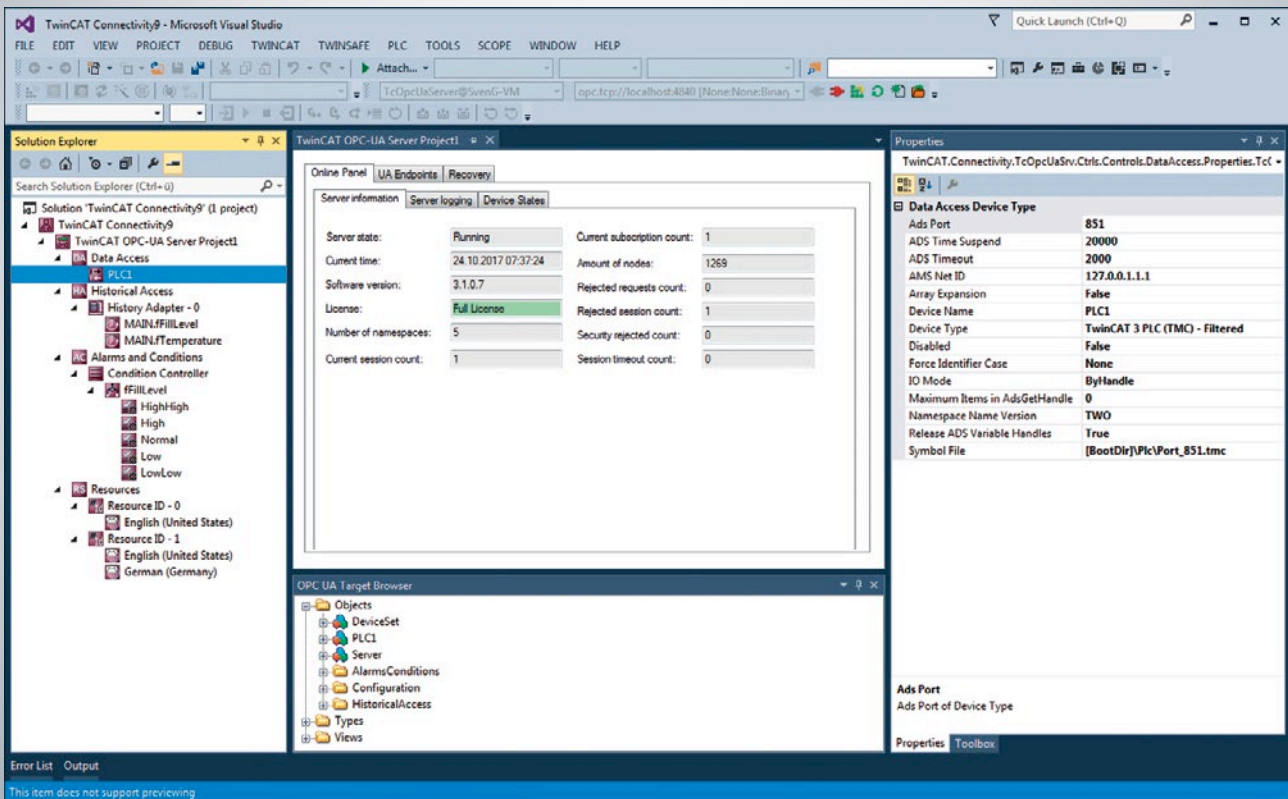 TwinCAT Connectivity9 - Microsoft Visual Studio
Quick Launch (Ctrl+Q)
FILE EDIT VIEW PROJECT DEBUG TWINCAT TWINSAFE PLC TOOLS SCOPE WINDOW HELP
Attach...
TcOpcUaServer@SvenG-VM
opc.tcp://localhost:4840 [None:None:Binary
Solution Explorer
Search Solution Explorer (Ctrl+ü)
Solution 'TwinCAT Connectivity9' (1 project)
TwinCAT Connectivity9
TwinCAT OPC-UA Server Project1
DA Data Access
PLC1
HA Historical Access
History Adapter - 0
MAIN.fFillLevel
MAIN.fTemperature
AC Alarms and Conditions
Condition Controller
fFillLevel
HighHigh
High
Normal
Low
LowLow
RS Resources
Resource ID - 0
English (United States)
Resource ID - 1
English (United States)
German (Germany)
TwinCAT OPC-UA Server Project1
Online Panel UA Endpoints Recovery
Server information Server logging Device States
Server state: Running
Current time: 24.10.2017 07:37:24
Software version: 3.1.0.7
License: Full License
Number of namespaces: 5
Current session count: 1
Current subscription count: 1
Amount of nodes: 1269
Rejected requests count: 0
Rejected session count: 1
Security rejected count: 0
Session timeout count: 0
OPC UA Target Browser
Objects
DeviceSet
PLC1
Server
AlarmsConditions
Configuration
HistoricalAccess
Types
Views
Properties
TwinCAT.Connectivity.TcOpcUaSrv.Ctrls.Controls.DataAccess.Properties.Tc(
Data Access Device Type
Ads Port 851
ADS Time Suspend 20000
ADS Timeout 2000
AMS Net ID 127.0.0.1.1.1
Array Expansion False
Device Name PLC1
Device Type TwinCAT 3 PLC (TMC) - Filtered
Disabled False
Force Identifier Case None
IO Mode ByHandle
Maximum Items in AdsGetHandle 0
Namespace Name Version TWO
Release ADS Variable Handles True
Symbol File [BootDir]\Plc\Port_851.tmc
Ads Port
Ads Port of Device Type
Properties Toolbox
Error List Output
This item does not support previewing